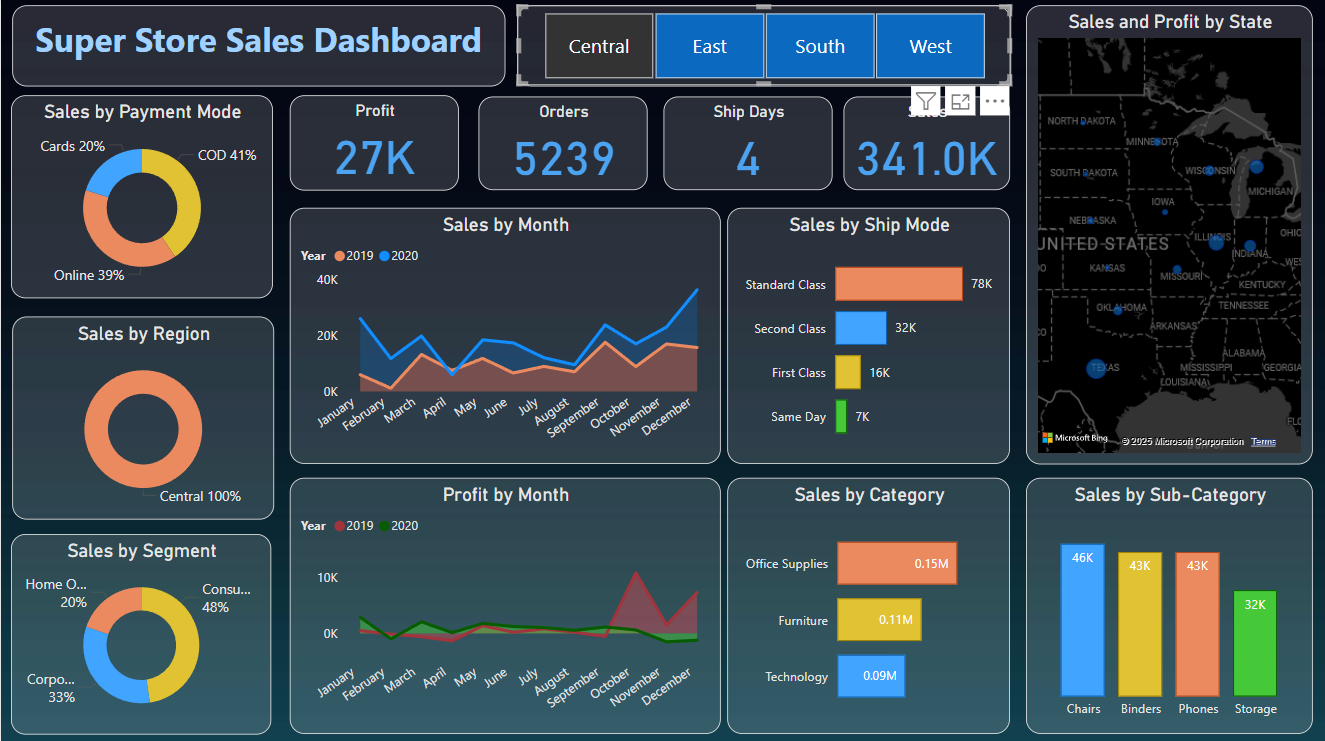 Super Store Sales Dashboard
Central
East
South
West
Sales and Profit by State
Sales by Payment Mode
Cards 20%
COD 41%
Online 39%
Profit
27K
Orders
5239
Ship Days
4
Sales
341.0K
Sales by Month
Year 2019 2020
40K
20K
0K
January
February
March
April
May
June
July
August
September
October
November
December
Sales by Ship Mode
Standard Class 78K
Second Class 32K
First Class 16K
Same Day 7K
NORTH DAKOTA
MINNESOTA
SOUTH DAKOTA
WISCONSIN
MICHIGAN
IOWA
NEBRASKA
ILLINOIS
OHIO
UNITED STATES
INDIANA
KANSAS
MISSOURI
KENTUCKY
OKLAHOMA
TENNESSEE
ARKANSAS
ALABAMA
TEXAS
MISSISSIPPI
GEORGIA
LOUISIANA
Microsoft Bing
© 2025 Microsoft Corporation Terms
Sales by Region
Central 100%
Sales by Segment
Home O...
20%
Consu...
48%
Corpo...
33%
Profit by Month
Year 2019 2020
10K
0K
January
February
March
April
May
June
July
August
September
October
November
December
Sales by Category
Office Supplies 0.15M
Furniture 0.11M
Technology 0.09M
Sales by Sub-Category
46K
43K
43K
32K
Chairs
Binders
Phones
Storage